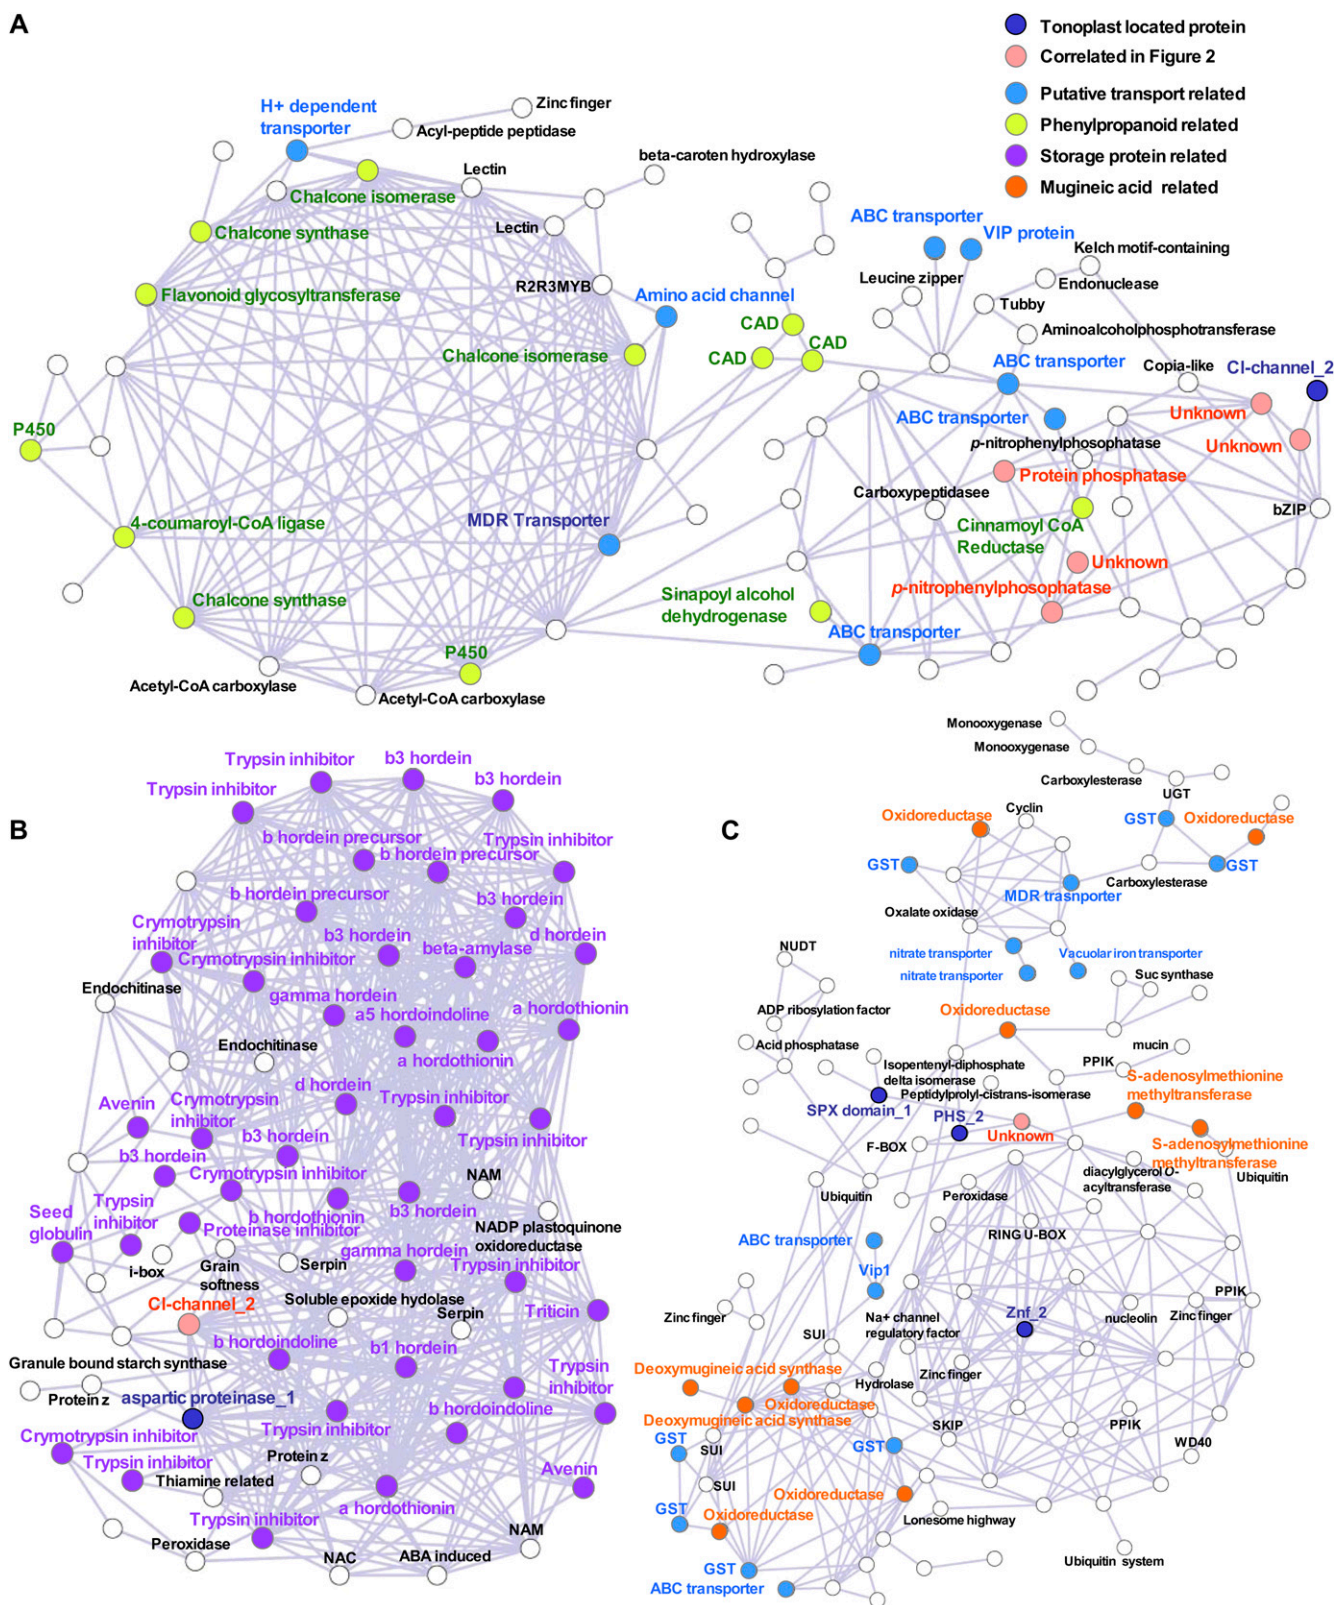 A
Tonoplast located protein
Correlated in Figure 2
Putative transport related
Phenylpropanoid related
Storage protein related
Mugineic acid related
H+ dependent
transporter
Zinc finger
Acyl-peptide peptidase
beta-caroten hydroxylase
Lectin
Chalcone isomerase
Lectin
Chalcone synthase
ABC transporter
VIP protein
Kelch motif-containing
Leucine zipper
Endonuclease
R2R3MYB
Flavonoid glycosyltransferase
Amino acid channel
Tubby
CAD
Aminoalcoholphosphotransferase
CAD
Chalcone isomerase
CAD
ABC transporter
Copia-like
Cl-channel_2
ABC transporter
Unknown
P450
p-nitrophenylphosophatase
Unknown
Protein phosphatase
Carboxypeptidasee
bZIP
4-coumaroyl-CoA ligase
MDR Transporter
Cinnamoyl CoA
Reductase
Unknown
p-nitrophenylphosophatase
Chalcone synthase
Sinapoyl alcohol
dehydrogenase
ABC transporter
P450
Acetyl-CoA carboxylase
Acetyl-CoA carboxylase
B
Trypsin inhibitor
b3 hordein
b3 hordein
Trypsin inhibitor
b hordein precursor
b hordein precursor
Trypsin inhibitor
b hordein precursor
b3 hordein
Crymotrypsin
inhibitor
b3 hordein
d hordein
beta-amylase
Crymotrypsin inhibitor
Endochitinase
gamma hordein
a5 hordoindoline
a hordothionin
Endochitinase
a hordothionin
d hordein
Trypsin inhibitor
Avenin
Crymotrypsin
inhibitor
b3 hordein
Trypsin inhibitor
b3 hordein
Crymotrypsin inhibitor
NAM
Seed
globulin
Trypsin
inhibitor
b hordothionin
b3 hordein
Proteinase inhibitor
NADP plastoquinone
oxidoreductase
i-box
Grain
softness
Serpin
gamma hordein
Trypsin inhibitor
Cl-channel_2
Soluble epoxide hydolase
Serpin
Triticin
b hordoindoline
b1 hordein
Granule bound starch synthase
Trypsin
inhibitor
Protein z
aspartic proteinase_1
b hordoindoline
Trypsin inhibitor
Crymotrypsin inhibitor
Trypsin inhibitor
Protein z
Thiamine related
Avenin
a hordothionin
Trypsin inhibitor
Peroxidase
NAC
ABA induced
NAM
C
Monooxygenase
Monooxygenase
Carboxylesterase
UGT
Oxidoreductase
Cyclin
GST
Oxidoreductase
GST
GST
Carboxylesterase
MDR trasnporter
Oxalate oxidase
nitrate transporter
Vacuolar iron transporter
nitrate transporter
NUDT
Suc synthase
ADP ribosylation factor
Oxidoreductase
Acid phosphatase
mucin
Isopentenyl-diphosphate
delta isomerase
PPIK
Peptidylprolyl-cistrans-isomerase
S-adenosylmethionine
methyltransferase
SPX domain_1
PHS_2
Unknown
F-BOX
S-adenosylmethionine
methyltransferase
diacylglycerol O-
acyltransferase
Ubiquitin
Ubiquitin
Peroxidase
RING U-BOX
ABC transporter
Vip1
PPIK
Zinc finger
Na+ channel
regulatory factor
Znf_2
nucleolin
Zinc finger
SUI
Zinc finger
Deoxymugineic acid synthase
Hydrolase
Oxidoreductase
Deoxymugineic acid synthase
SKIP
PPIK
GST
SUI
GST
WD40
SUI
Oxidoreductase
GST
Oxidoreductase
Lonesome highway
Ubiquitin system
GST
ABC transporter